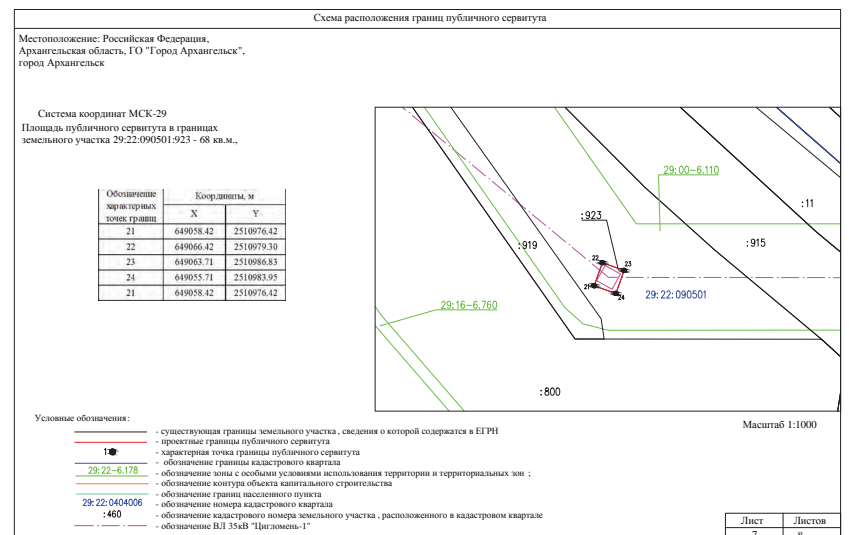 Схема расположения границ публичного сервитута
Местоположение: Российская Федерация,
Архангельская область, ГО "Город Архангельск",
город Архангельск
Система координат МСК-29
Площадь публичного сервитута в границах
земельного участка 29:22:090501:923 - 68 кв.м.,
Обозначение характерных точек границ Координаты, м
X Y
21 649058.42 2510976.42
22 649066.42 2510979.30
23 649063.71 2510986.83
24 649055.71 2510983.95
21 649058.42 2510976.42
29:00-6.110
:11
:923
:919
:915
22
23
21
24
29:22:090501
29:16-6.760
:800
Масштаб 1:1000
Условные обозначения:
- существующая границы земельного участка , сведения о которой содержатся в ЕГРН
- проектные границы публичного сервитута
1 - характерная точка границы публичного сервитута
- обозначение границы кадастрового квартала
29:22-6.178 - обозначение зоны с особыми условиями использования территории и территориальных зон ;
- обозначение контура объекта капитального строительства
- обозначение границ населенного пункта
29:22:0404006 - обозначение номера кадастрового квартала
:460 - обозначение кадастрового номера земельного участка , расположенного в кадастровом квартале
- обозначение ВЛ 35кВ "Цигломень-1"
Лист Листов
7 8